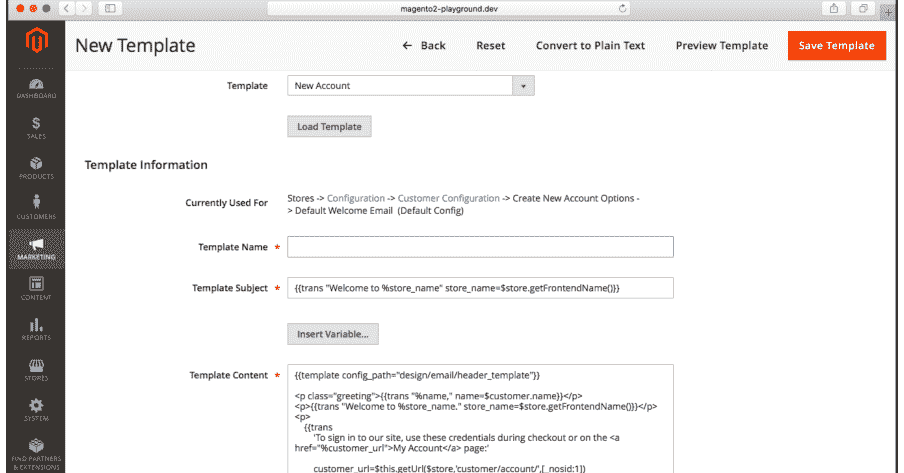 magento2-playground.dev
New Template
← Back Reset Convert to Plain Text Preview Template Save Template
DASHBOARD
SALES
PRODUCTS
CUSTOMERS
MARKETING
CONTENT
REPORTS
STORES
SYSTEM
FIND PARTNERS
& EXTENSIONS
Template New Account
Load Template
Template Information
Currently Used For Stores -> Configuration -> Customer Configuration -> Create New Account Options -
> Default Welcome Email (Default Config)
Template Name *
Template Subject * {{trans "Welcome to %store_name" store_name=$store.getFrontendName()}}
Insert Variable...
Template Content * {{template config_path="design/email/header_template"}}
<p class="greeting">{{trans "%name," name=$customer.name}}</p>
<p>{{trans "Welcome to %store_name." store_name=$store.getFrontendName()}}</p>
<p>
{{trans
'To sign in to our site, use these credentials during checkout or on the <a
href="%customer_url">My Account</a> page:'
customer_url=$this.getUrl($store,'customer/account/',[_nosid:1])